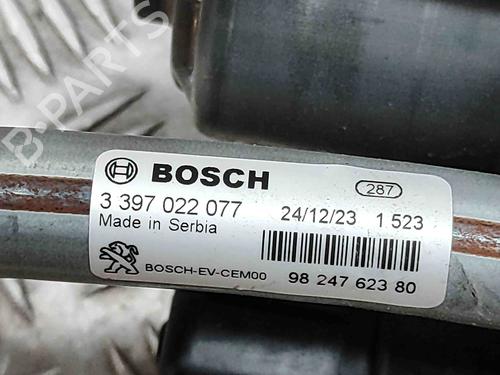 B-PARTS
BOSCH
287
3 397 022 077
24/12/23 1 523
Made in Serbia
BOSCH-EV-CEM00
98 247 623 80